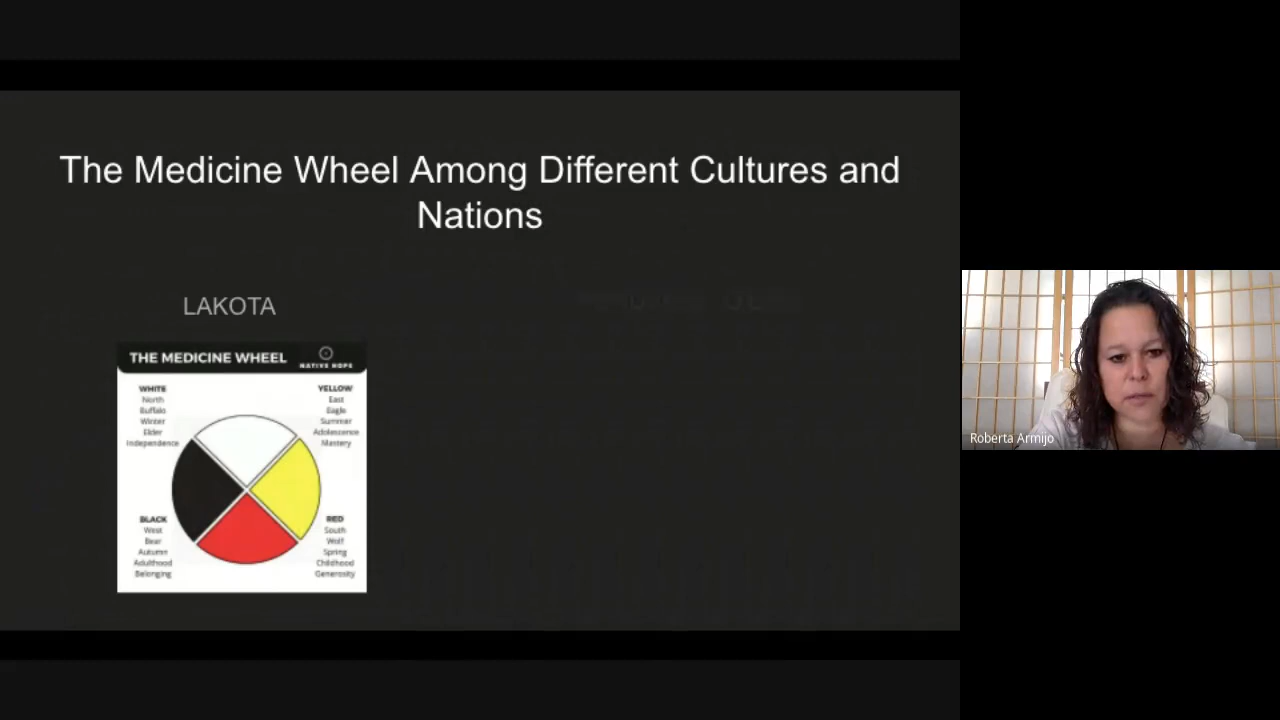 The Medicine Wheel Among Different Cultures and
Nations
LAKOTA
THE MEDICINE WHEEL
NATIVE HOPE
WHITE
North
Buffalo
Winter
Elder
Independence
YELLOW
East
Eagle
Summer
Adolescence
Mastery
BLACK
West
Bear
Autumn
Adulthood
Belonging
RED
South
Wolf
Spring
Childhood
Generosity
Roberta Armijo